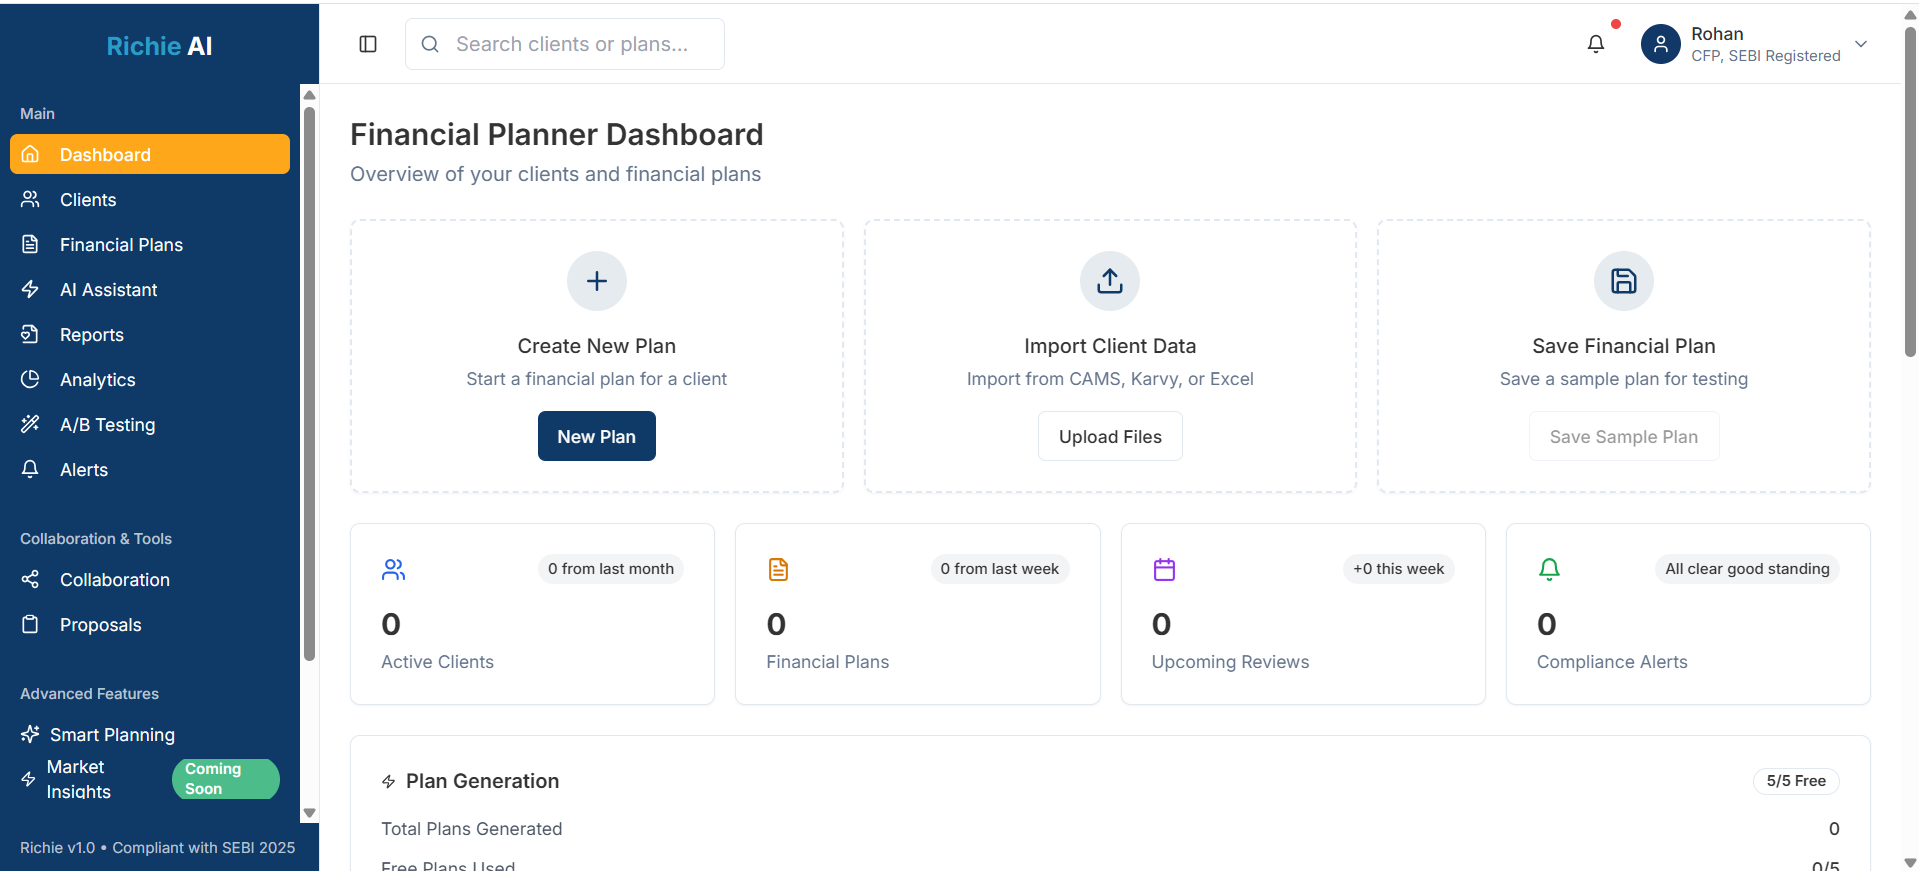 Richie AI
Main
Dashboard
Clients
Financial Plans
AI Assistant
Reports
Analytics
A/B Testing
Alerts
Collaboration & Tools
Collaboration
Proposals
Advanced Features
Smart Planning
Market
Insights
Coming
Soon
Richie v1.0 • Compliant with SEBI 2025
Search clients or plans...
Rohan
CFP, SEBI Registered
Financial Planner Dashboard
Overview of your clients and financial plans
Create New Plan
Start a financial plan for a client
New Plan
Import Client Data
Import from CAMS, Karvy, or Excel
Upload Files
Save Financial Plan
Save a sample plan for testing
Save Sample Plan
0 from last month
0
Active Clients
0 from last week
0
Financial Plans
+0 this week
0
Upcoming Reviews
All clear good standing
0
Compliance Alerts
Plan Generation
5/5 Free
Total Plans Generated
0
Free Plans Used
0/5